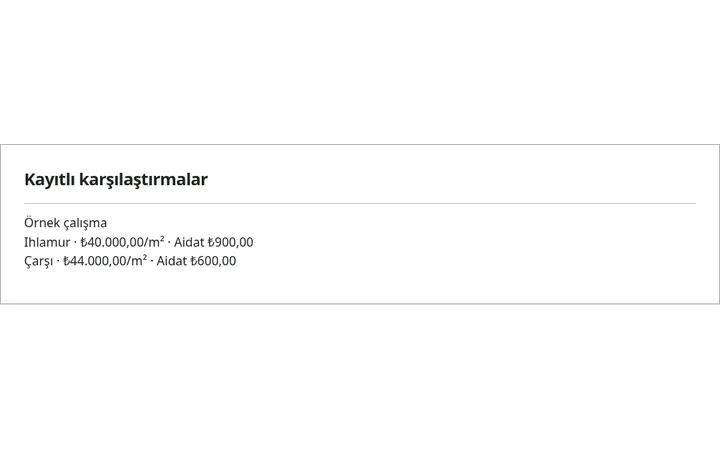 Kayıtlı karşılaştırmalar
Örnek çalışma
Ihlamur · ₺40.000,00/m² · Aidat ₺900,00
Çarşı · ₺44.000,00/m² · Aidat ₺600,00